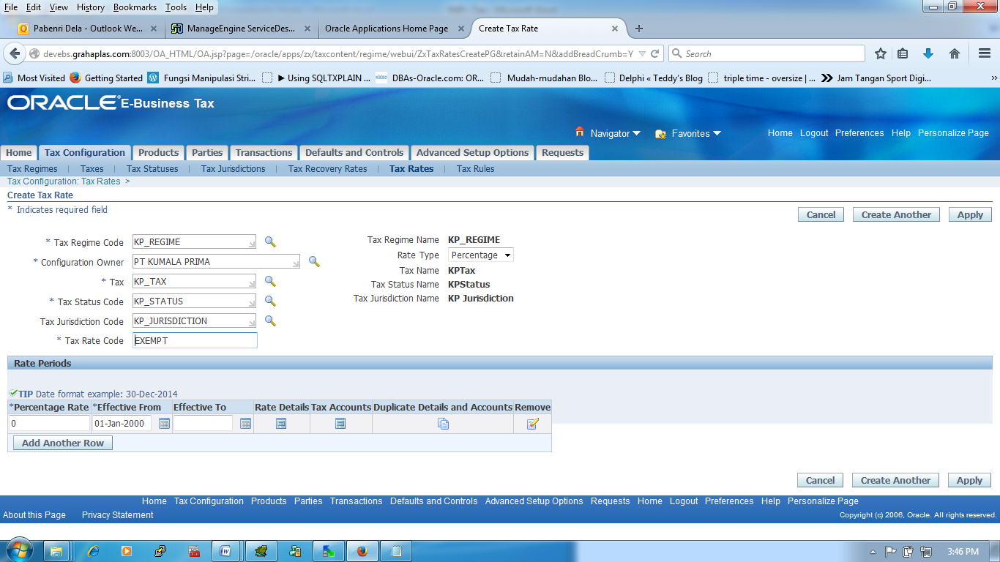 File Edit View History Bookmarks Tools Help
Pabenri Dela - Outlook We... × ManageEngine ServiceDes... × Oracle Applications Home Page × Create Tax Rate × +
devebs.grahaplas.com:8003/OA_HTML/OA.jsp?page=/oracle/apps/zx/taxcontent/regime/webui/ZxTaxRatesCreatePG&retainAM=N&addBreadCrumb=Y Search
Most Visited Getting Started Fungsi Manipulasi Stri... ► Using SQLTXPLAIN ... DBAs-Oracle.com: OR... Mudah-mudahan Blo... Delphi « Teddy's Blog triple time - oversize | ... Jam Tangan Sport Digi... »
ORACLE® E-Business Tax
Navigator Favorites Home Logout Preferences Help Personalize Page
Home Tax Configuration Products Parties Transactions Defaults and Controls Advanced Setup Options Requests
Tax Regimes | Taxes | Tax Statuses | Tax Jurisdictions | Tax Recovery Rates | Tax Rates | Tax Rules
Tax Configuration: Tax Rates >
Create Tax Rate
* Indicates required field
Cancel Create Another Apply
* Tax Regime Code KP_REGIME
* Configuration Owner PT KUMALA PRIMA
* Tax KP_TAX
* Tax Status Code KP_STATUS
Tax Jurisdiction Code KP_JURISDICTION
* Tax Rate Code EXEMPT
Tax Regime Name KP_REGIME
Rate Type Percentage
Tax Name KPTax
Tax Status Name KPStatus
Tax Jurisdiction Name KP Jurisdiction
Rate Periods
TIP Date format example: 30-Dec-2014
*Percentage Rate *Effective From Effective To Rate Details Tax Accounts Duplicate Details and Accounts Remove
0 01-Jan-2000
Add Another Row
Cancel Create Another Apply
Home Tax Configuration Products Parties Transactions Defaults and Controls Advanced Setup Options Requests Home Logout Preferences Help Personalize Page
About this Page Privacy Statement Copyright (c) 2006, Oracle. All rights reserved.
3:46 PM